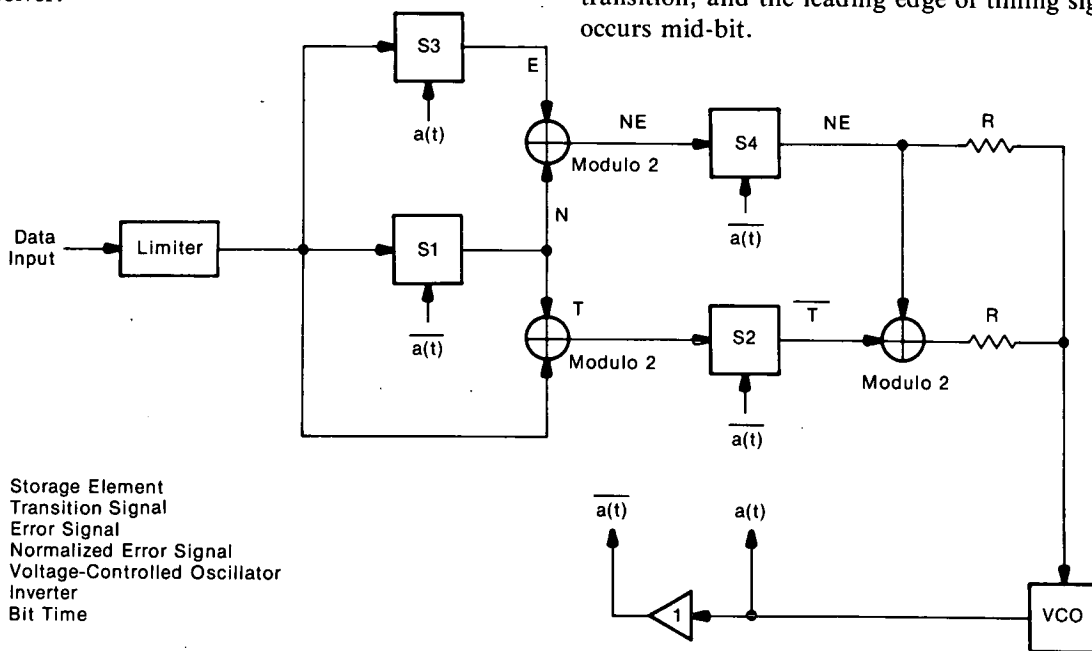 transition, and the leading edge of timing sig
occurs mid-bit.
S3
E
a(t)
NE
S4
NE
R
Modulo 2
a(t)
N
Data
Input
Limiter
S1
T
a(t)
Modulo 2
S2
T
R
a(t)
Modulo 2
Storage Element
Transition Signal
Error Signal
Normalized Error Signal
Voltage-Controlled Oscillator
Inverter
Bit Time
a(t)
a(t)
1
VCO